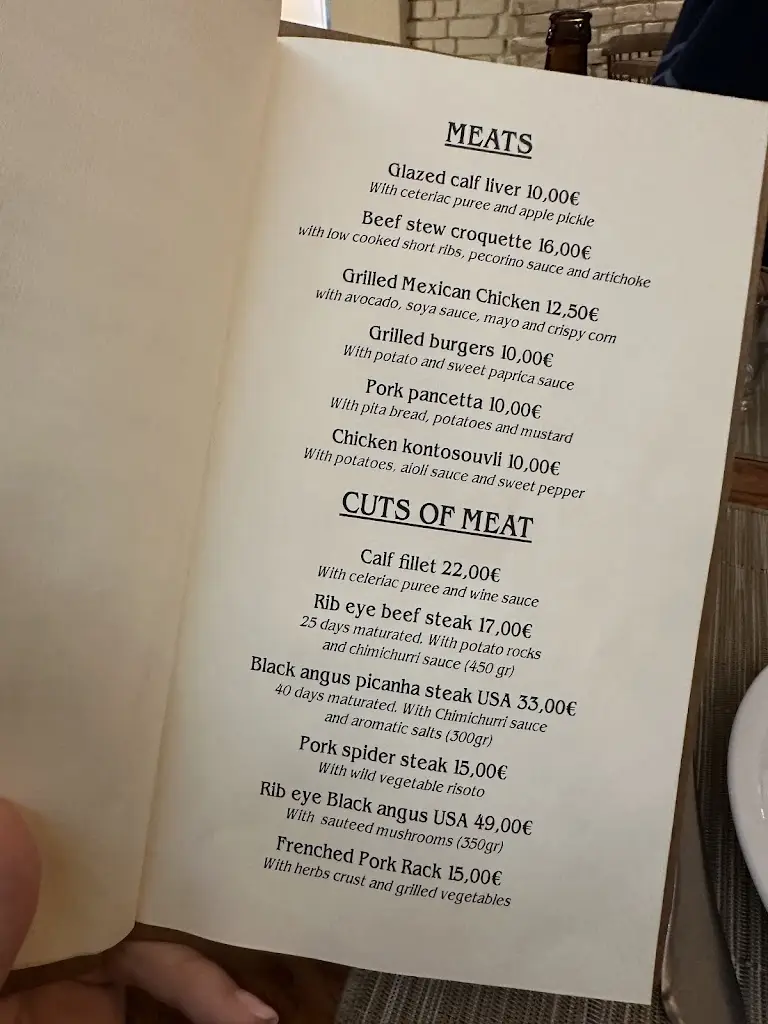 MEATS
Glazed calf liver 10,00€
With ceteriac puree and apple pickle
Beef stew croquette 16,00€
with low cooked short ribs, pecorino sauce and artichoke
Grilled Mexican Chicken 12,50€
with avocado, soya sauce, mayo and crispy corn
Grilled burgers 10,00€
With potato and sweet paprica sauce
Pork pancetta 10,00€
With pita bread, potatoes and mustard
Chicken kontosouvli 10,00€
With potatoes, aioli sauce and sweet pepper
CUTS OF MEAT
Calf fillet 22,00€
With celeriac puree and wine sauce
Rib eye beef steak 17,00€
25 days maturated. With potato rocks
and chimichurri sauce (450 gr)
Black angus picanha steak USA 33,00€
40 days maturated. With Chimichurri sauce
and aromatic salts (300gr)
Pork spider steak 15,00€
With wild vegetable risoto
Rib eye Black angus USA 49,00€
With sauteed mushrooms (350gr)
Frenched Pork Rack 15,00€
With herbs crust and grilled vegetables